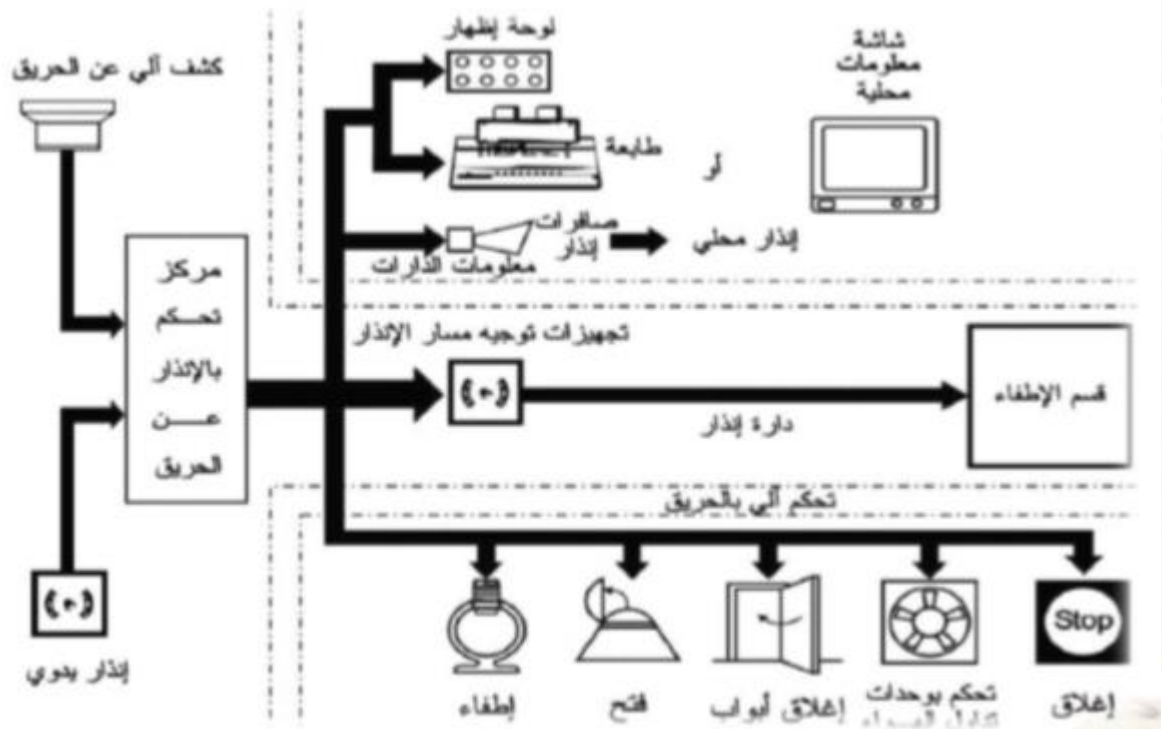 لوحة إظهار
شاشة
معلومات
محلية
كشف آلي عن الحريق
طابعة
أو
صافرات
إنذار
إنذار محلي
معلومات الدارات
مركز
تحكم
بالإنذار
عن
الحريق
تجهيزات توجيه مسار الإنذار
قسم الإطفاء
دارة إنذار
تحكم آلي بالحريق
Stop
إنذار يدوي
إطفاء
فتح
إغلاق أبواب
تحكم بوحدات
إغلاق